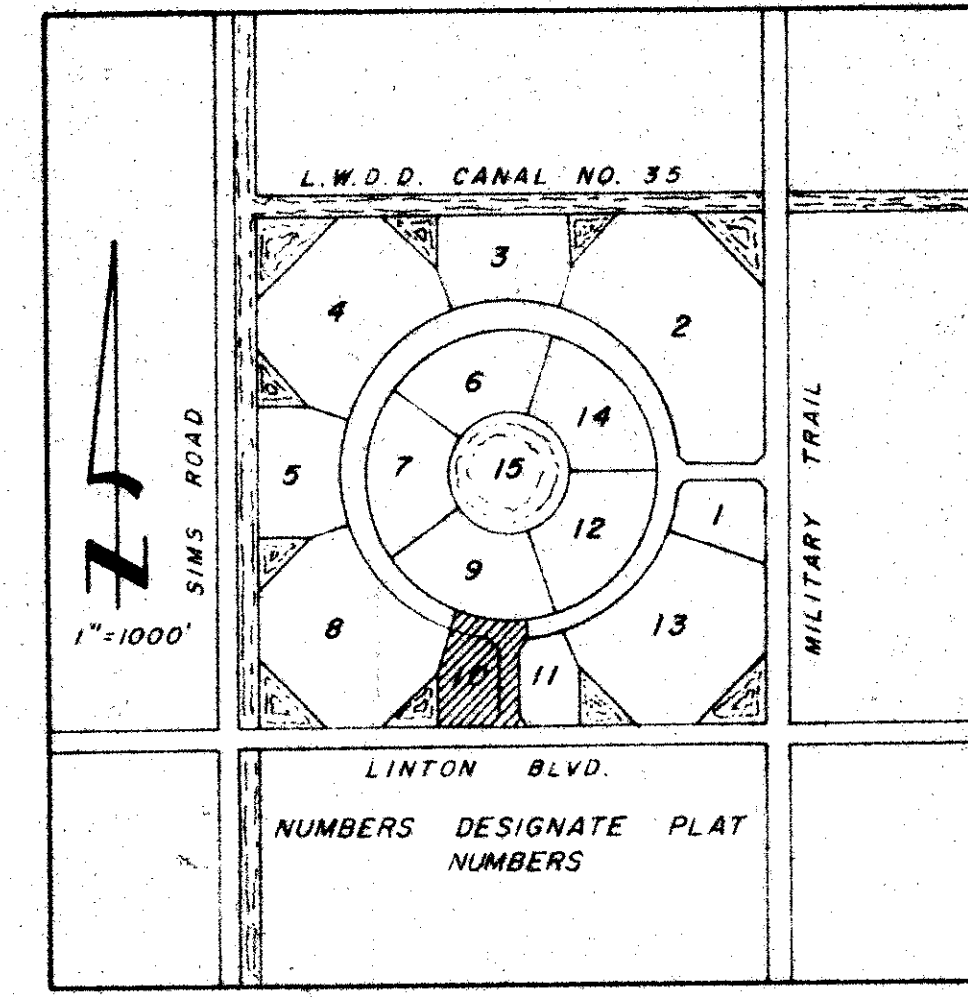 L.W.D.D. CANAL NO. 35
3
4
2
6
14
SIMS ROAD
MILITARY TRAIL
5
7
15
1
12
9
N
8
13
1"=1000'
10
11
LINTON BLVD.
NUMBERS DESIGNATE PLAT
NUMBERS